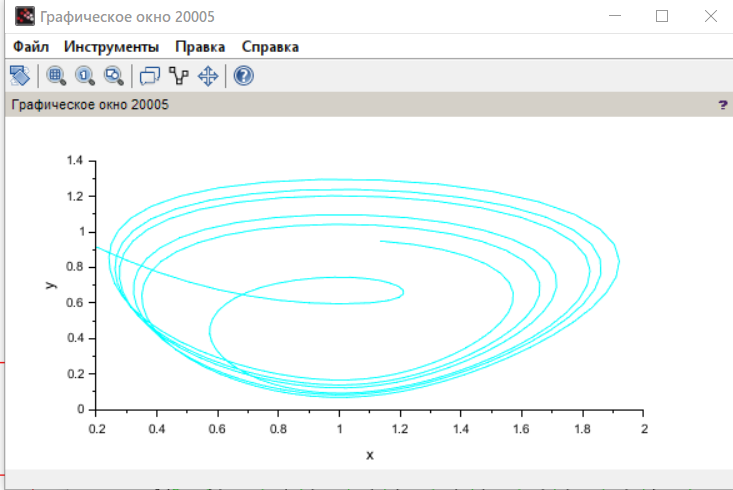 Графическое окно 20005
Файл Инструменты Правка Справка
Графическое окно 20005 ?
1.4
1.2
1
0.8
0.6
0.4
0.2
0
y
0.2 0.4 0.6 0.8 1 1.2 1.4 1.6 1.8 2
x